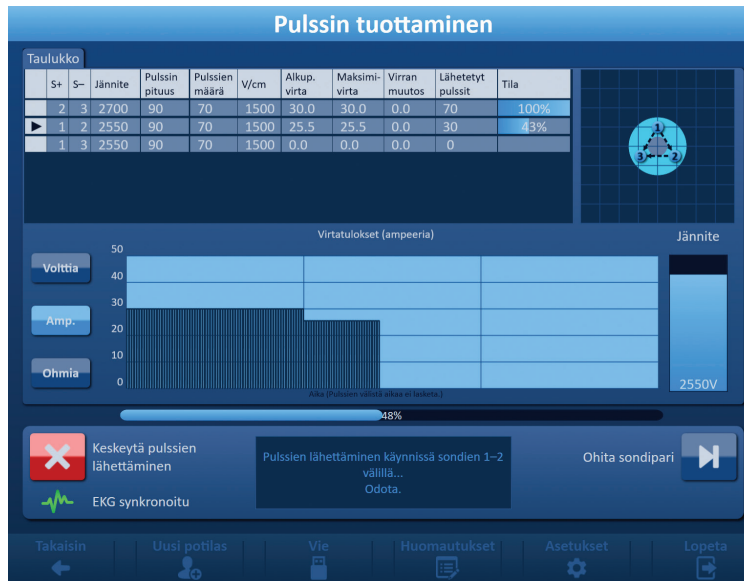 Pulssin tuottaminen
Taulukko
S+ S– Jännite Pulssin pituus Pulssien määrä V/cm Alkup. virta Maksimi-virta Virran muutos Lähetetyt pulssit Tila
2 3 2700 90 70 1500 30.0 30.0 0.0 70 100%
▶ 1 2 2550 90 70 1500 25.5 25.5 0.0 30 43%
1 3 2550 90 70 1500 0.0 0.0 0.0 0
1
3 2
Virtatulokset (ampeeria)
Jännite
Volttia
Amp.
Ohmia
50
40
30
20
10
0
2550V
Aika (Pulssien välistä aikaa ei lasketa.)
48%
Keskeytä pulssien
lähettäminen
EKG synkronoitu
Pulssien lähettäminen käynnissä sondien 1–2
välillä...
Odota.
Ohita sondipari
Takaisin
Uusi potilas
Vie
Huomautukset
Asetukset
Lopeta